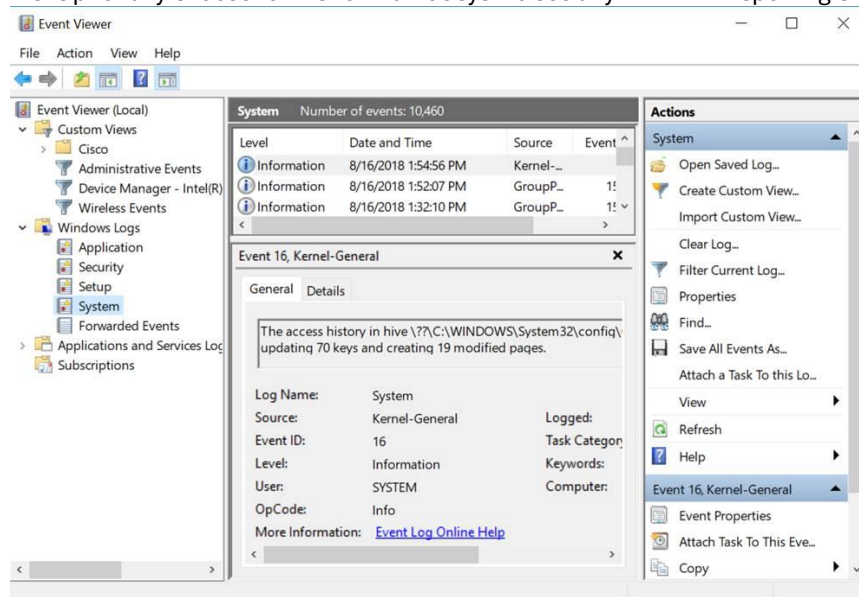 Event Viewer
File Action View Help
Event Viewer (Local)
Custom Views
Cisco
Administrative Events
Device Manager - Intel(R)
Wireless Events
Windows Logs
Application
Security
Setup
System
Forwarded Events
Applications and Services Log
Subscriptions
System Number of events: 10,460
Level Date and Time Source Event
Information 8/16/2018 1:54:56 PM Kernel-...
Information 8/16/2018 1:52:07 PM GroupP...
Information 8/16/2018 1:32:10 PM GroupP...
Event 16, Kernel-General
General Details
The access history in hive \??\C:\WINDOWS\System32\config\
updating 70 keys and creating 19 modified pages.
Log Name: System
Source: Kernel-General Logged:
Event ID: 16 Task Category
Level: Information Keywords:
User: SYSTEM Computer:
OpCode: Info
More Information: Event Log Online Help
Actions
System
Open Saved Log...
Create Custom View...
Import Custom View...
Clear Log...
Filter Current Log...
Properties
Find...
Save All Events As...
Attach a Task To this Lo...
View
Refresh
Help
Event 16, Kernel-General
Event Properties
Attach Task To This Eve...
Copy